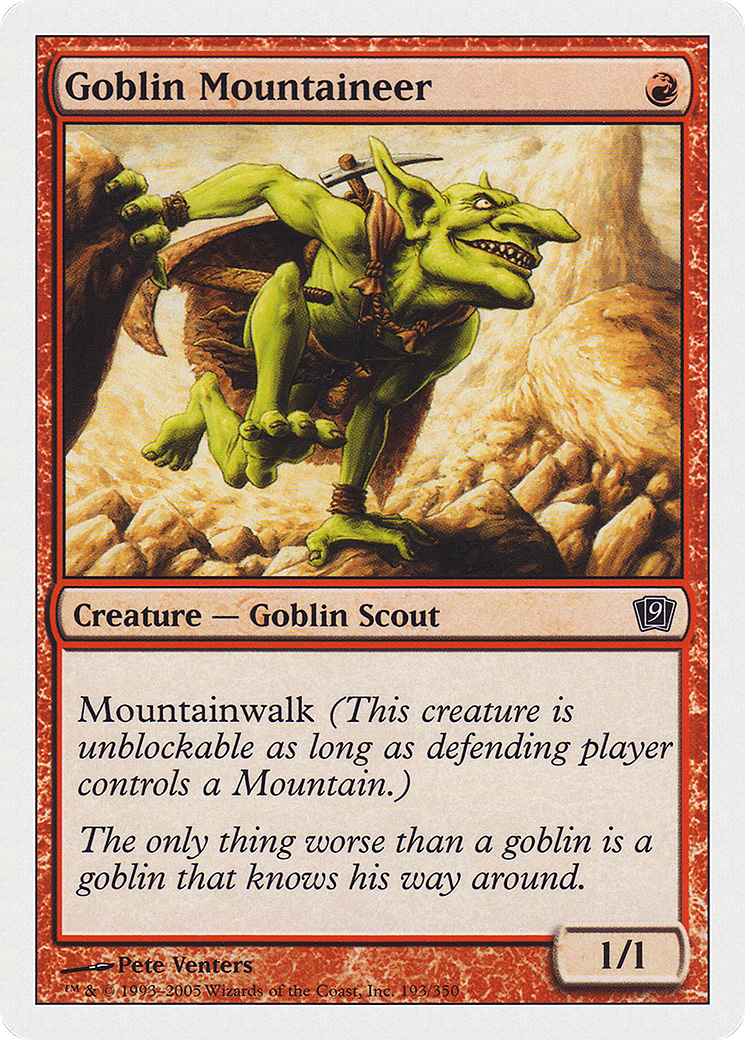 Goblin Mountaineer
Creature — Goblin Scout
9
Mountainwalk (This creature is
unblockable as long as defending player
controls a Mountain.)
The only thing worse than a goblin is a
goblin that knows his way around.
1/1
Pete Venters
™ & © 1993–2005 Wizards of the Coast, Inc. 193/350